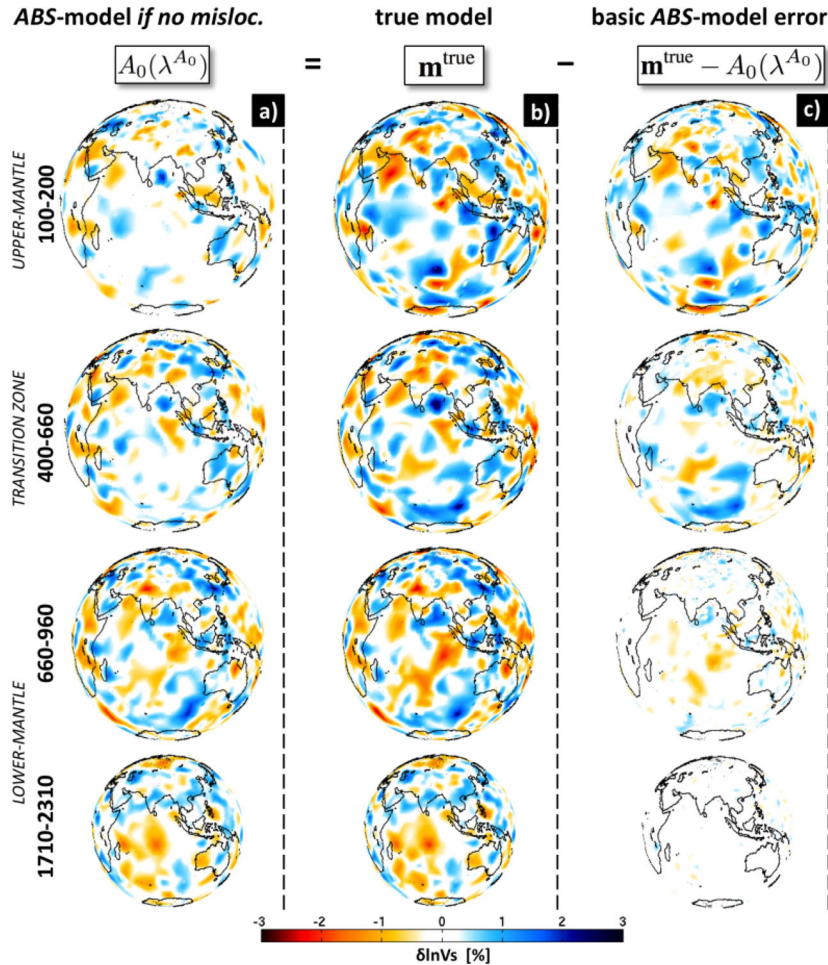 ABS-model if no misloc. true model basic ABS-model error
A₀(λ^A₀) = m^true − m^true − A₀(λ^A₀)
a) b) c)
UPPER-MANTLE
100-200
TRANSITION ZONE
400-660
LOWER-MANTLE
660-960
1710-2310
-3 -2 -1 0 1 2 3
δlnVs [%]